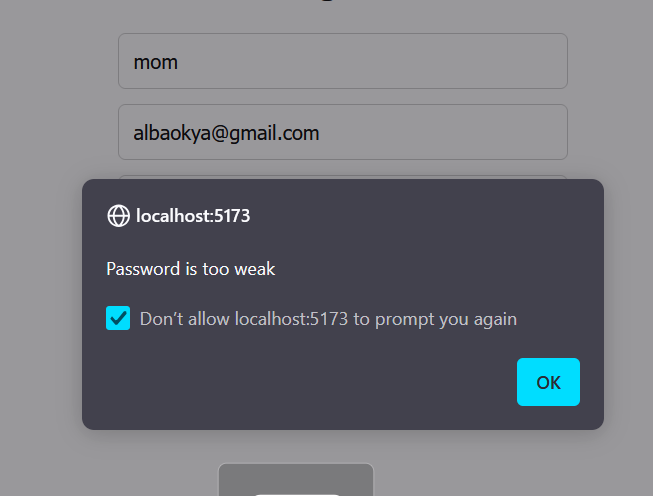 mom
albaokya@gmail.com
localhost:5173
Password is too weak
Don’t allow localhost:5173 to prompt you again
OK